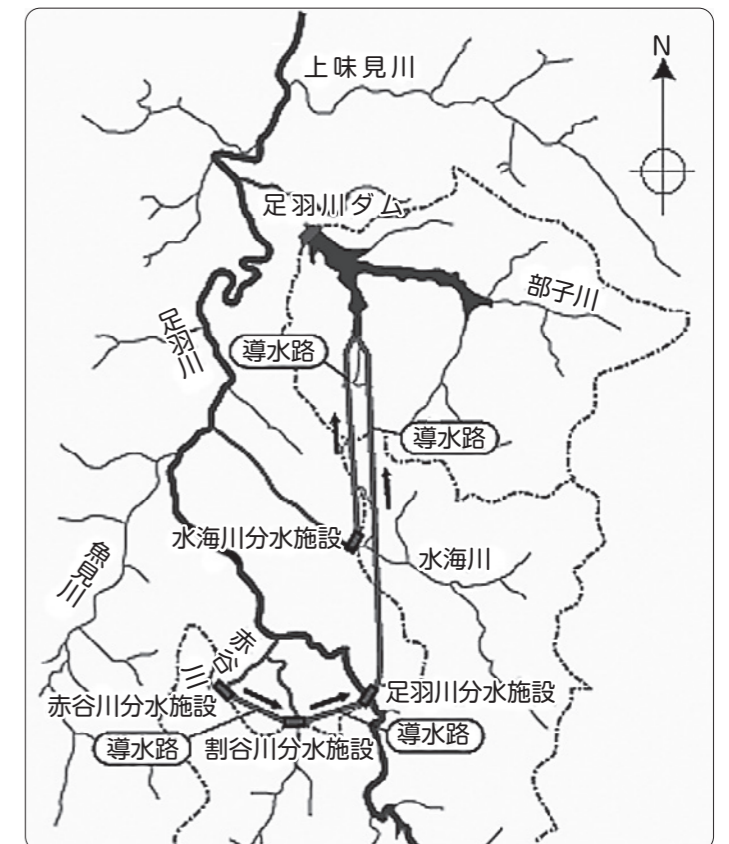 N
上味見川
足羽川ダム
部子川
足羽川
導水路
導水路
水海川分水施設
水海川
魚見川
赤谷川
足羽川分水施設
赤谷川分水施設
導水路
導水路
割谷川分水施設